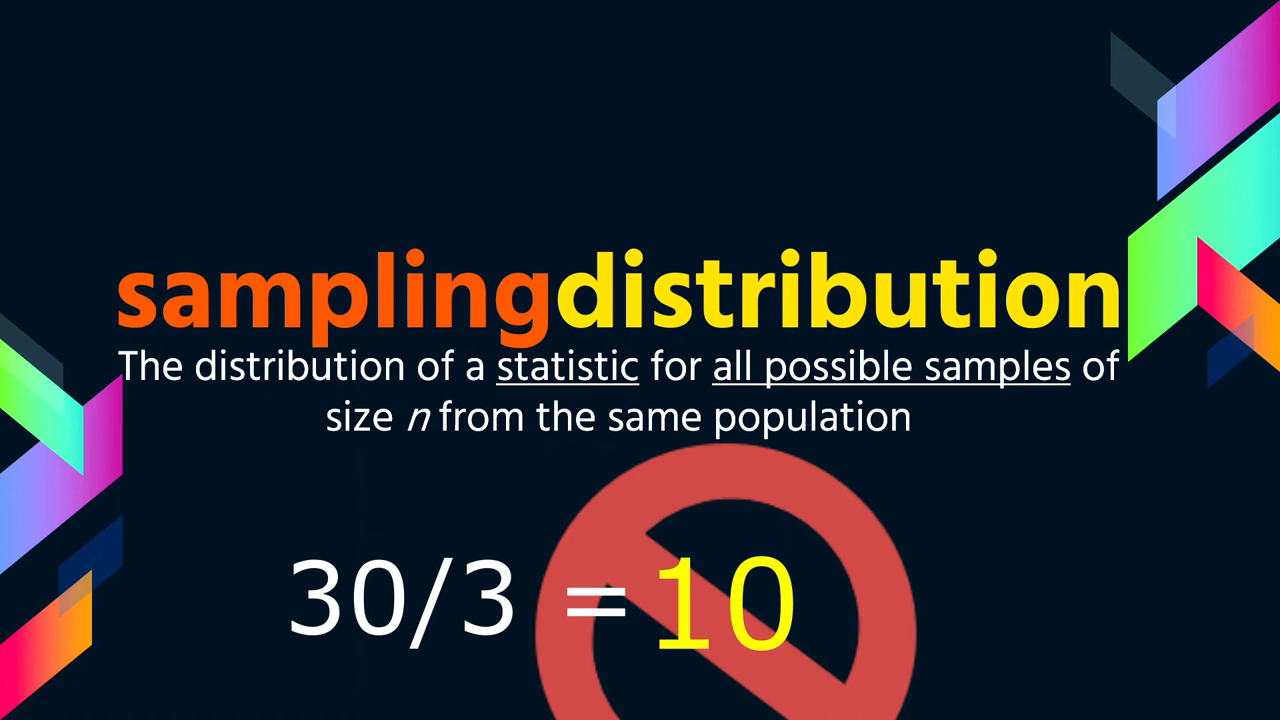 samplingdistribution
The distribution of a statistic for all possible samples of
size n from the same population
30/3 = 10